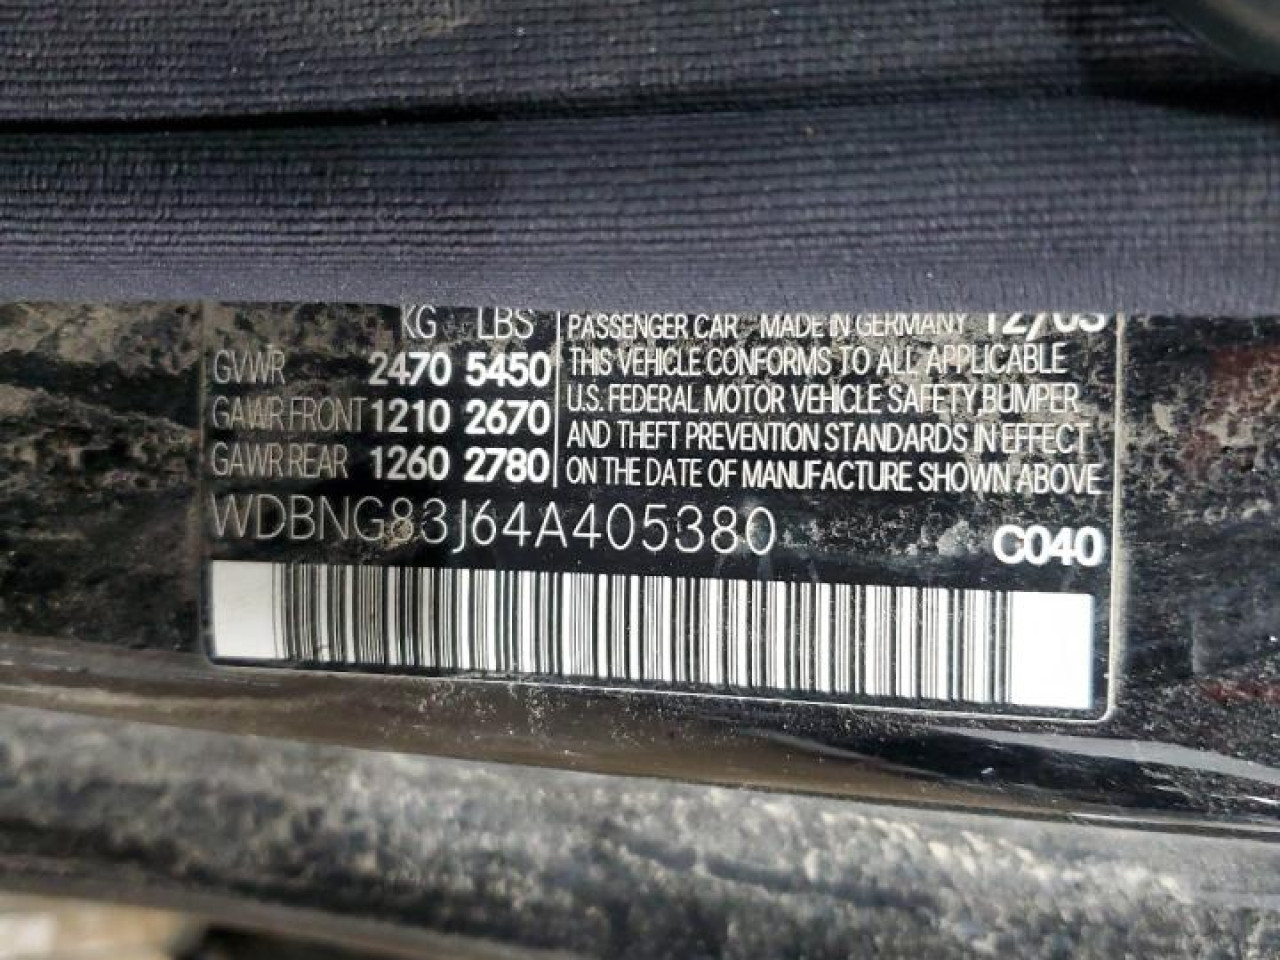 KG LBS
GVWR 2470 5450
GAWR FRONT 1210 2670
GAWR REAR 1260 2780
PASSENGER CAR MADE IN GERMANY 12/03
THIS VEHICLE CONFORMS TO ALL APPLICABLE
U.S. FEDERAL MOTOR VEHICLE SAFETY, BUMPER
AND THEFT PREVENTION STANDARDS IN EFFECT
ON THE DATE OF MANUFACTURE SHOWN ABOVE
WDBNG83J64A405380
C040